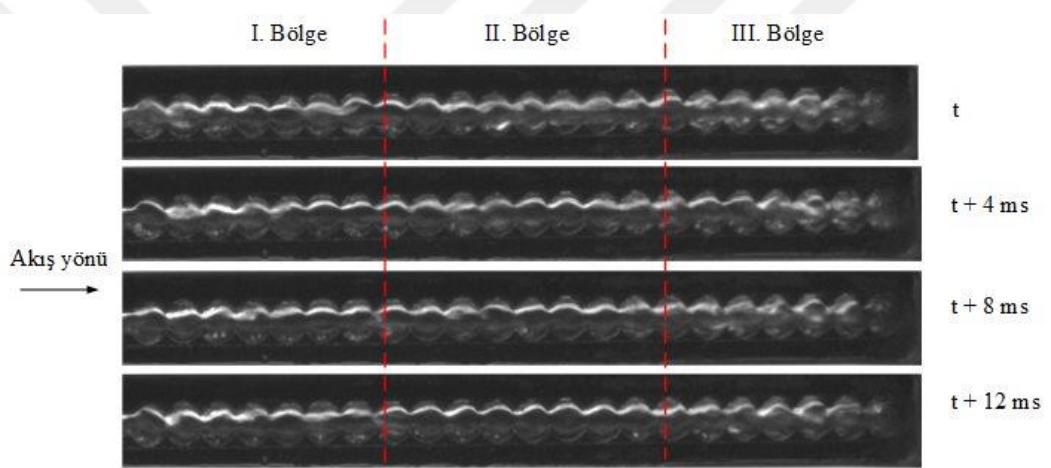 I. Bölge
II. Bölge
III. Bölge
t
t + 4 ms
Akış yönü
t + 8 ms
t + 12 ms